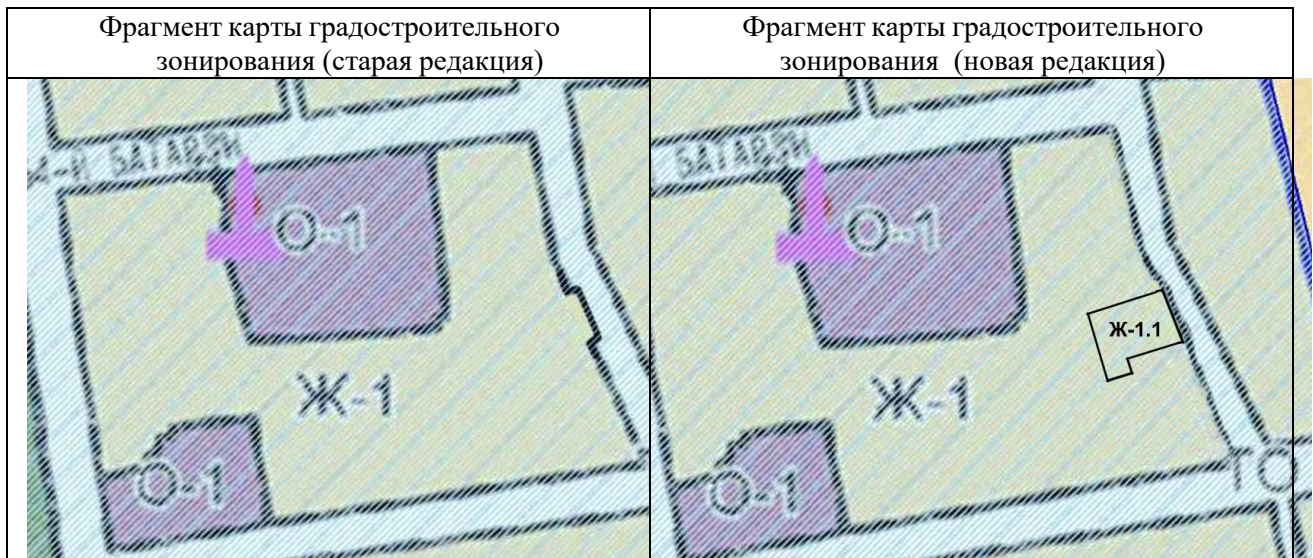 Фрагмент карты градостроительного
зонирования (старая редакция)
Фрагмент карты градостроительного
зонирования (новая редакция)
О-1
Ж-1
О-1
О-1
Ж-1.1
Ж-1
О-1
ГО